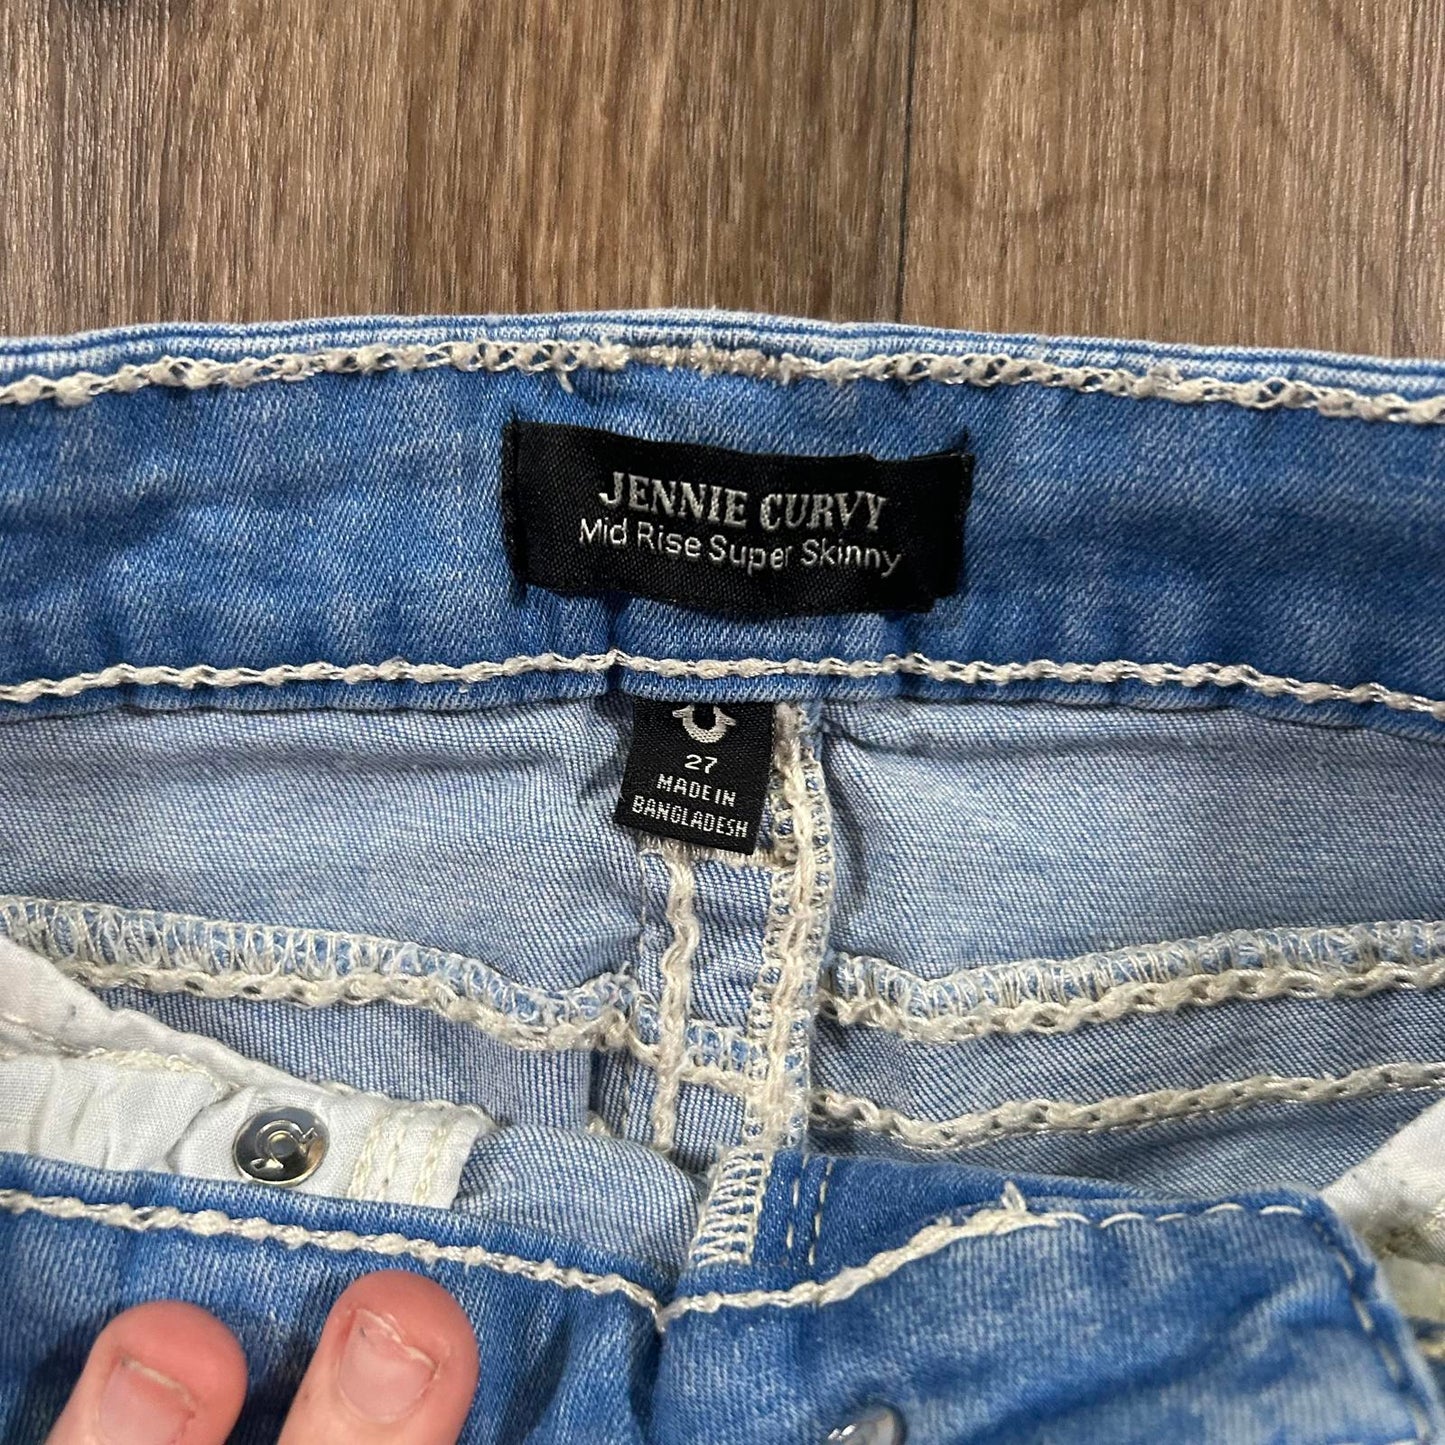 JENNIE CURVY
Mid Rise Super Skinny
27
MADE IN
BANGLADESH